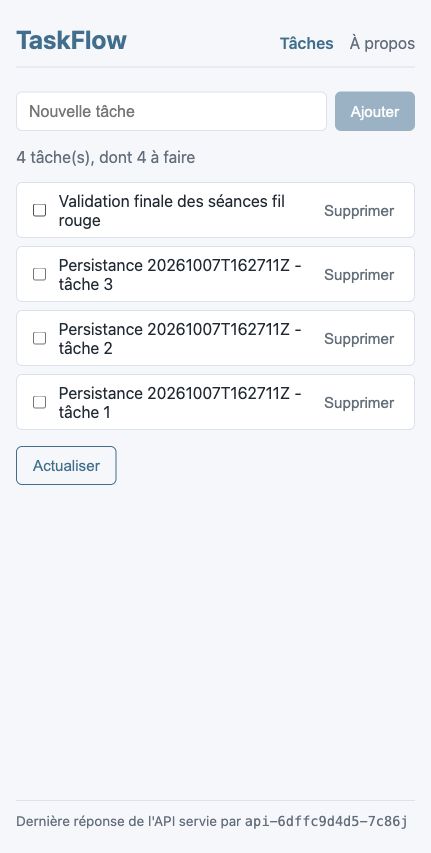 TaskFlow
Tâches À propos
Nouvelle tâche
Ajouter
4 tâche(s), dont 4 à faire
Validation finale des séances fil
rouge
Supprimer
Persistance 20261007T162711Z -
tâche 3
Supprimer
Persistance 20261007T162711Z -
tâche 2
Supprimer
Persistance 20261007T162711Z -
tâche 1
Supprimer
Actualiser
Dernière réponse de l'API servie par api-6dffc9d4d5-7c86j